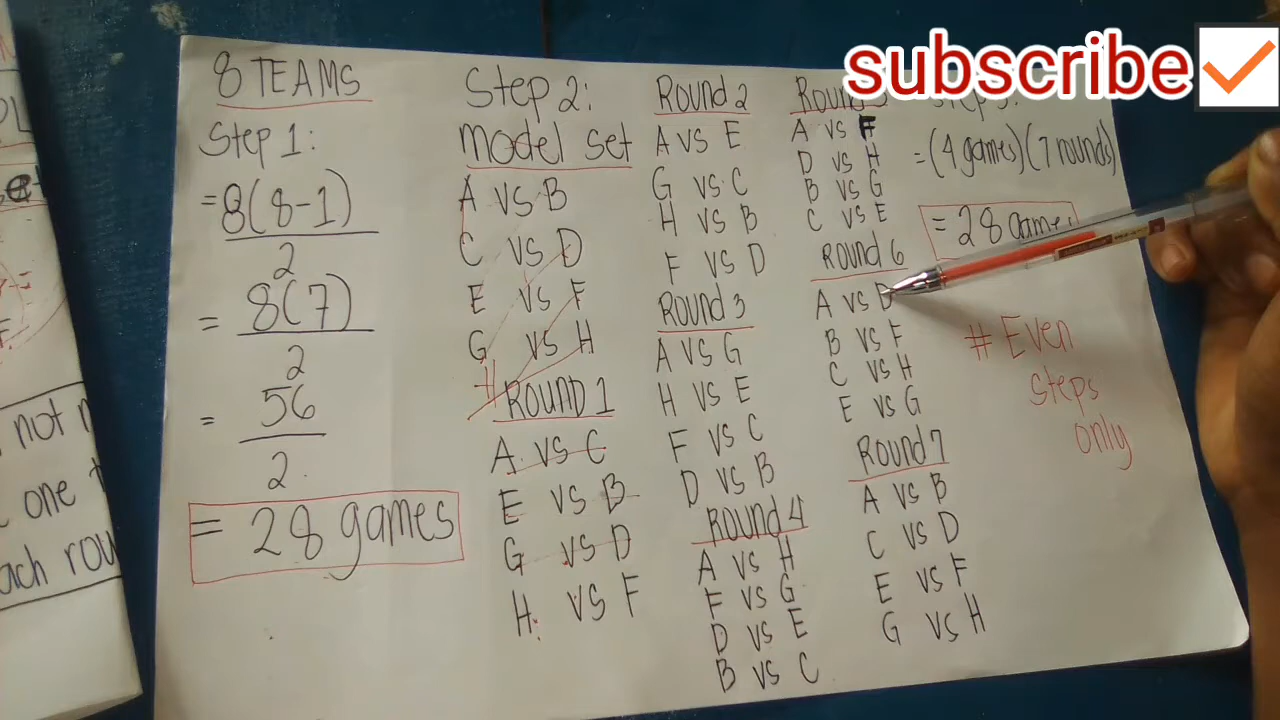 subscribe
8 TEAMS
Step 1:
= 8(8-1)
2
= 8(7)
2
= 56
2
= 28 games
Step 2:
model set
A VS B
C VS D
E VS F
G VS H
# ROUND 1
A VS C
E VS B
G VS D
H VS F
Round 2
A VS E
G VS C
H VS B
F VS D
Round 3
A VS G
H VS E
F VS C
D VS B
Round 4
A VS H
F VS G
D VS E
B VS C
Round
A VS F
D VS H
B VS G
C VS E
Round 6
A VS D
B VS F
C VS H
E VS G
Round 7
A VS B
C VS D
E VS F
G VS H
= (4 games)(7 rounds)
= 28 games
# Even
steps
only
not
one
ach